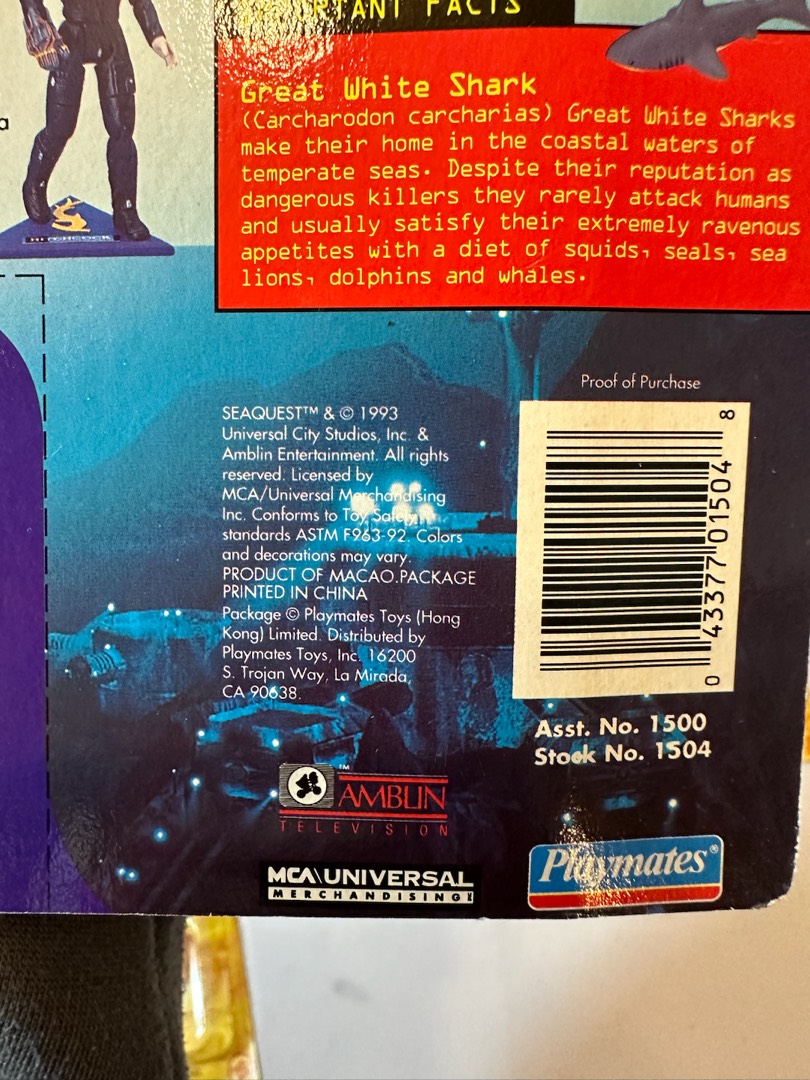 FACTS
Great White Shark
(Carcharodon carcharias) Great White Sharks
make their home in the coastal waters of
temperate seas. Despite their reputation as
dangerous killers they rarely attack humans
and usually satisfy their extremely ravenous
appetites with a diet of squids, seals, sea
lions, dolphins and whales.
a
Proof of Purchase
SEAQUEST™ & © 1993
Universal City Studios, Inc. &
Amblin Entertainment. All rights
reserved. Licensed by
MCA/Universal Merchandising
Inc. Conforms to Toy Safety
standards ASTM F963-92. Colors
and decorations may vary.
PRODUCT OF MACAO.PACKAGE
PRINTED IN CHINA
Package © Playmates Toys (Hong
Kong) Limited. Distributed by
Playmates Toys, Inc. 16200
S. Trojan Way, La Mirada,
CA 90638.
0 43377 01504 8
Asst. No. 1500
Stock No. 1504
AMBLIN™
TELEVISION
MCA\UNIVERSAL
MERCHANDISING
Playmates®